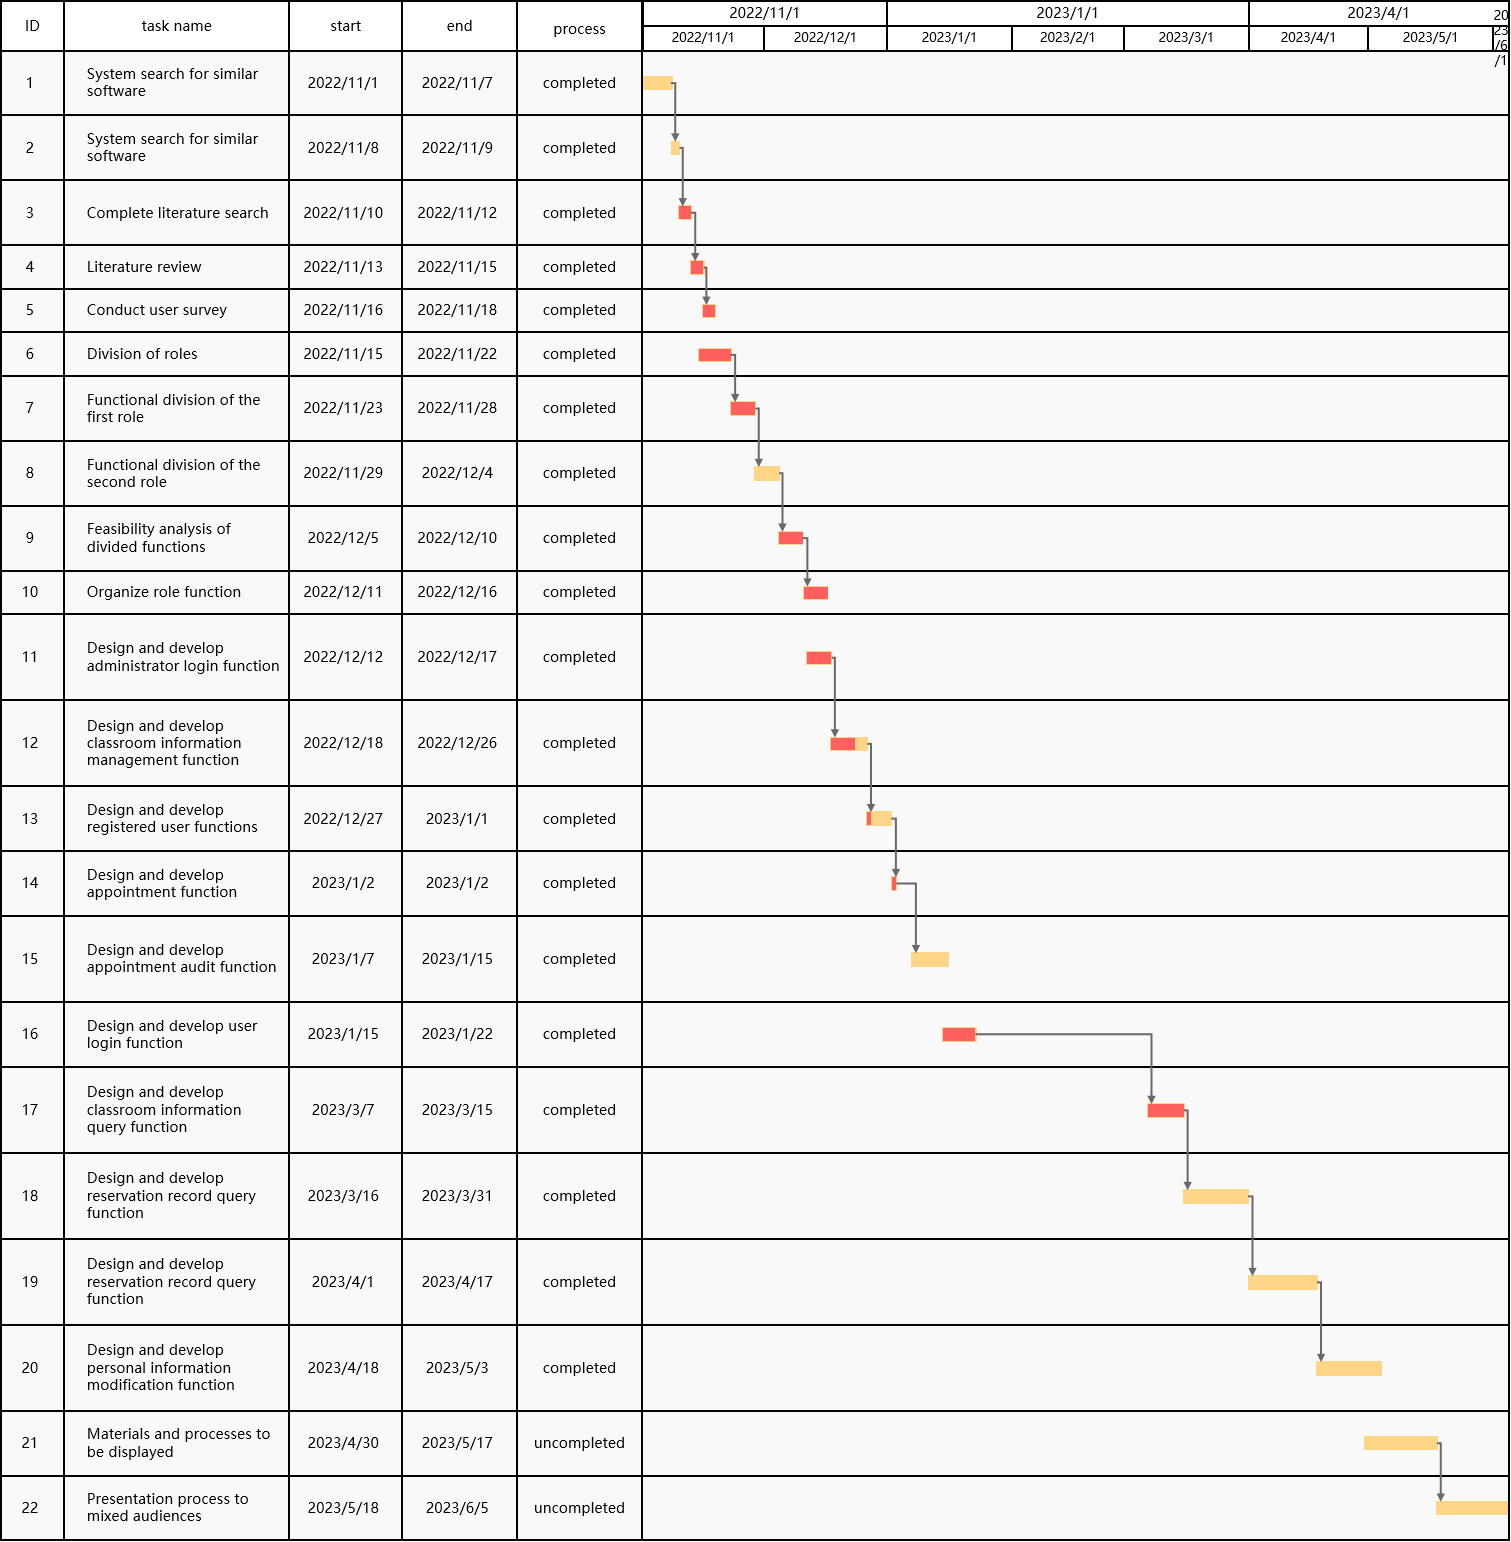 ID task name start end process 2022/11/1 2023/1/1 2023/4/1 20
23
/6
/1
2022/11/1 2022/12/1 2023/1/1 2023/2/1 2023/3/1 2023/4/1 2023/5/1
1 System search for similar
software 2022/11/1 2022/11/7 completed
2 System search for similar
software 2022/11/8 2022/11/9 completed
3 Complete literature search 2022/11/10 2022/11/12 completed
4 Literature review 2022/11/13 2022/11/15 completed
5 Conduct user survey 2022/11/16 2022/11/18 completed
6 Division of roles 2022/11/15 2022/11/22 completed
7 Functional division of the
first role 2022/11/23 2022/11/28 completed
8 Functional division of the
second role 2022/11/29 2022/12/4 completed
9 Feasibility analysis of
divided functions 2022/12/5 2022/12/10 completed
10 Organize role function 2022/12/11 2022/12/16 completed
11 Design and develop
administrator login function 2022/12/12 2022/12/17 completed
12 Design and develop
classroom information
management function 2022/12/18 2022/12/26 completed
13 Design and develop
registered user functions 2022/12/27 2023/1/1 completed
14 Design and develop
appointment function 2023/1/2 2023/1/2 completed
15 Design and develop
appointment audit function 2023/1/7 2023/1/15 completed
16 Design and develop user
login function 2023/1/15 2023/1/22 completed
17 Design and develop
classroom information
query function 2023/3/7 2023/3/15 completed
18 Design and develop
reservation record query
function 2023/3/16 2023/3/31 completed
19 Design and develop
reservation record query
function 2023/4/1 2023/4/17 completed
20 Design and develop
personal information
modification function 2023/4/18 2023/5/3 completed
21 Materials and processes to
be displayed 2023/4/30 2023/5/17 uncompleted
22 Presentation process to
mixed audiences 2023/5/18 2023/6/5 uncompleted